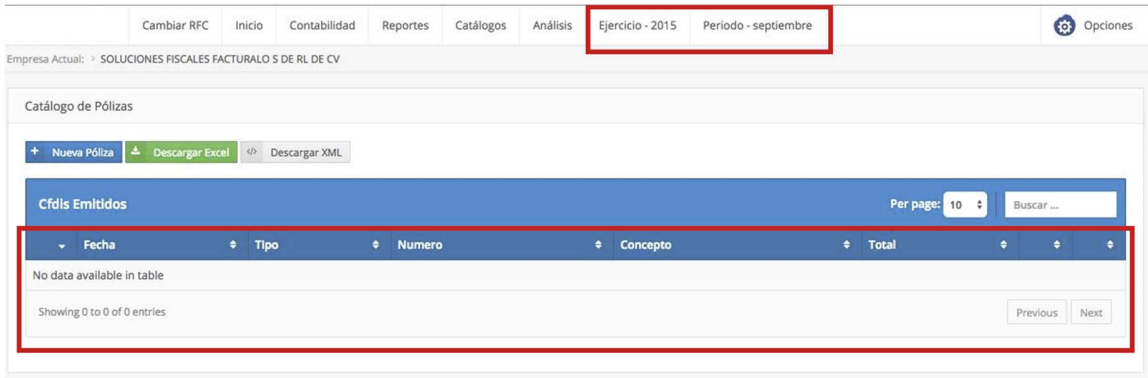 Cambiar RFC Inicio Contabilidad Reportes Catálogos Análisis Ejercicio - 2015 Periodo - septiembre Opciones
Empresa Actual: > SOLUCIONES FISCALES FACTURALO S DE RL DE CV
Catálogo de Pólizas
+ Nueva Póliza Descargar Excel </> Descargar XML
Cfdis Emitidos Per page: 10 Buscar ...
Fecha Tipo Numero Concepto Total
No data available in table
Showing 0 to 0 of 0 entries Previous Next